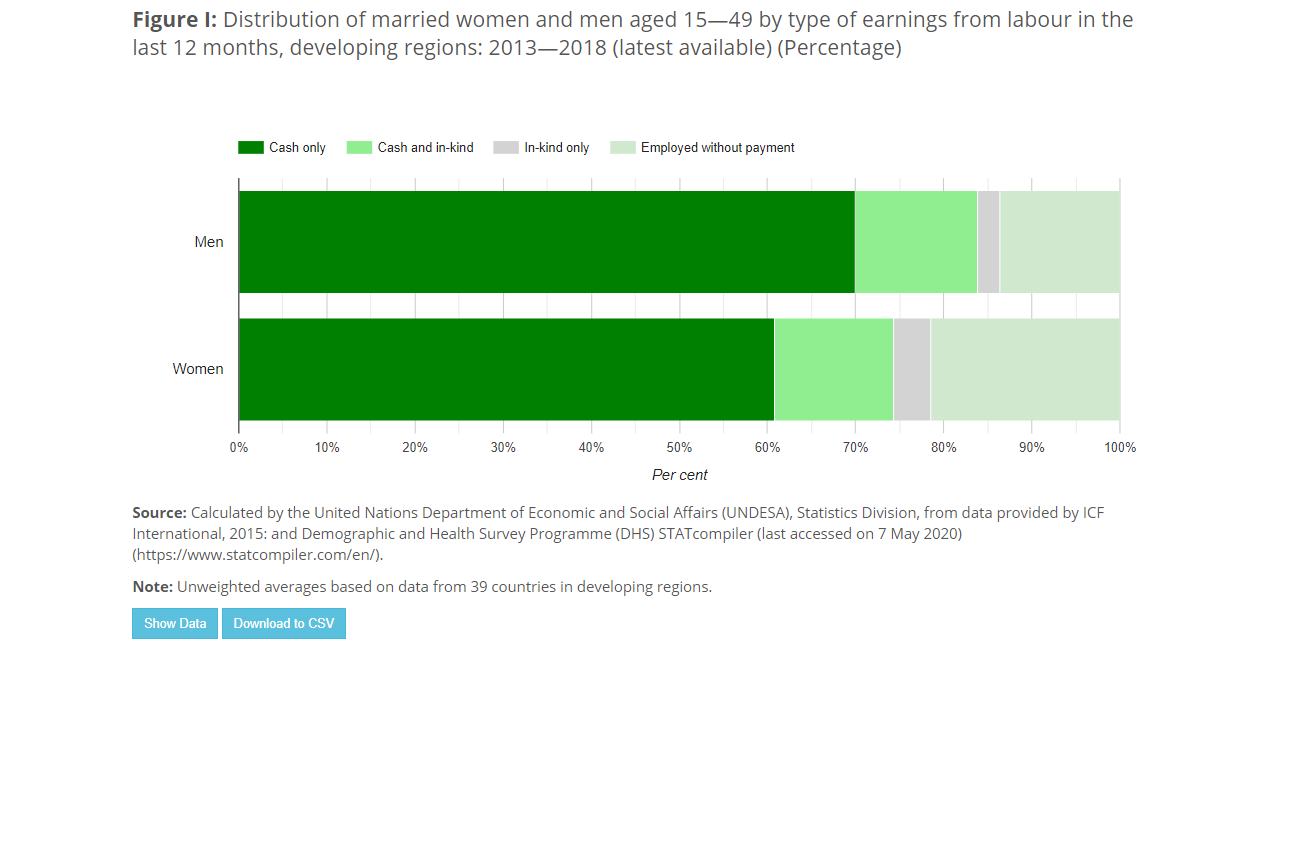 Figure I: Distribution of married women and men aged 15—49 by type of earnings from labour in the
last 12 months, developing regions: 2013—2018 (latest available) (Percentage)
Cash only
Cash and in-kind
In-kind only
Employed without payment
Men
Women
0%
10%
20%
30%
40%
50%
60%
70%
80%
90%
100%
Per cent
Source: Calculated by the United Nations Department of Economic and Social Affairs (UNDESA), Statistics Division, from data provided by ICF
International, 2015: and Demographic and Health Survey Programme (DHS) STATcompiler (last accessed on 7 May 2020)
(https://www.statcompiler.com/en/).
Note: Unweighted averages based on data from 39 countries in developing regions.
Show Data
Download to CSV